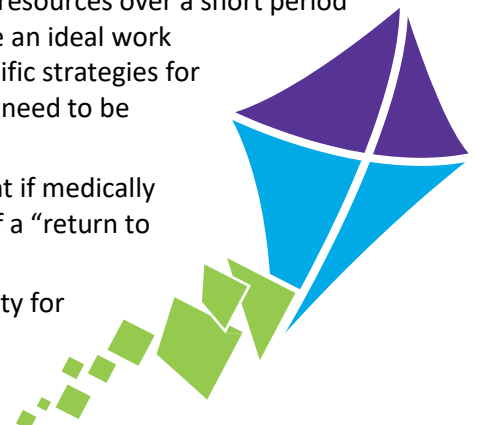 resources over a short period
e an ideal work
ific strategies for
need to be
at if medically
f a “return to
ty for